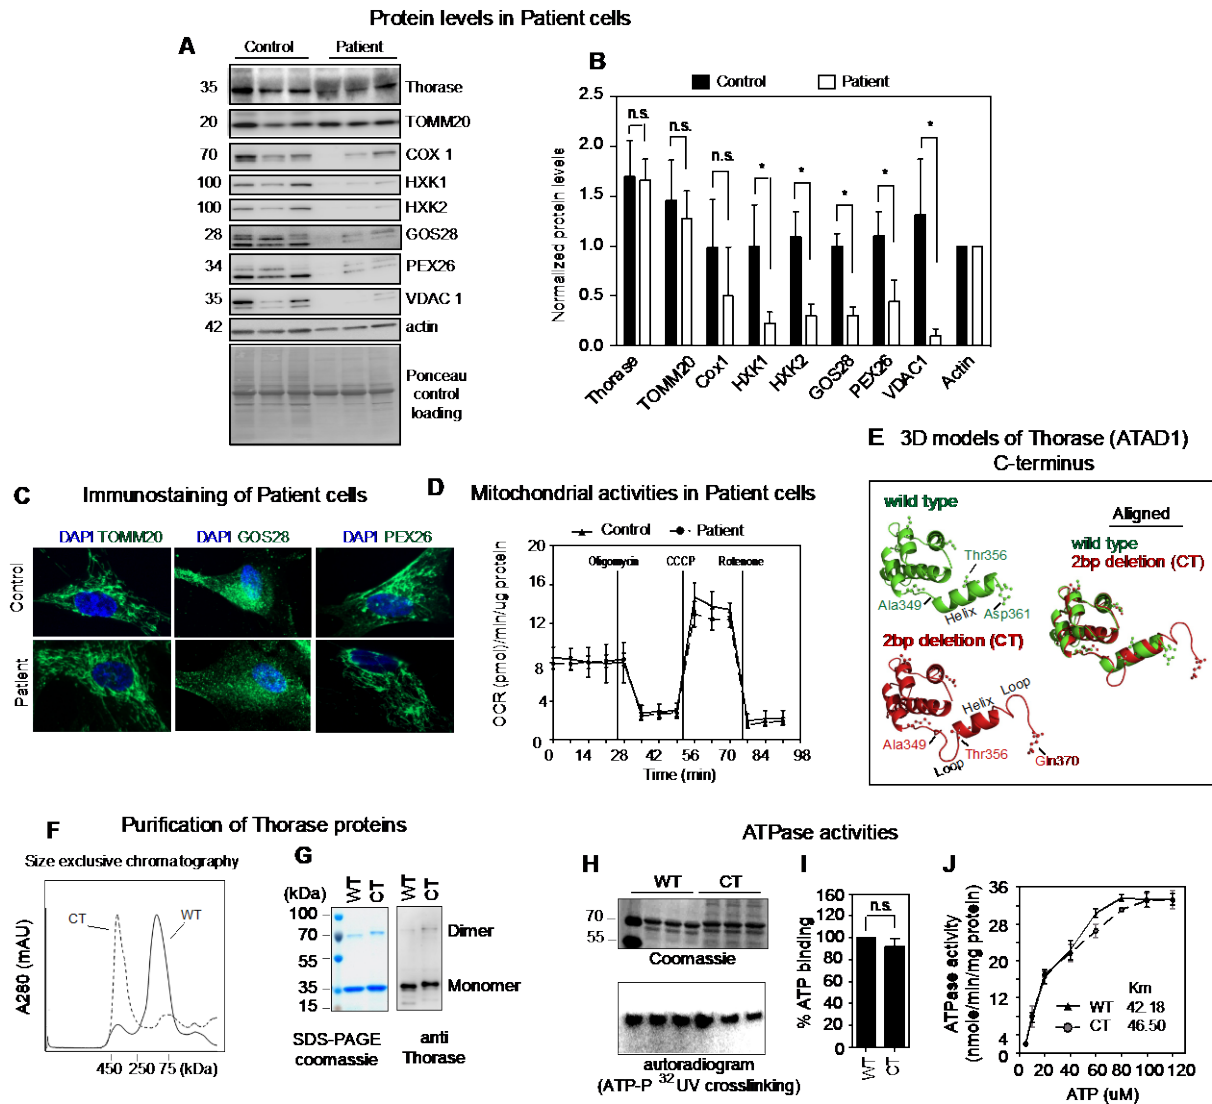 Protein levels in Patient cells
A
Control Patient
35 Thorase
20 TOMM20
70 COX 1
100 HXK1
100 HXK2
28 GOS28
34 PEX26
35 VDAC 1
42 actin
Ponceau
control
loading
B
Control Patient
Normalized protein levels
2.5
2.0
1.5
1.0
0.5
0.0
n.s. n.s. n.s. * * * * *
Thorase TOMM20 Cox1 HXK1 HXK2 GOS28 PEX26 VDAC1 Actin
C
Immunostaining of Patient cells
DAPI TOMM20 DAPI GOS28 DAPI PEX26
Control
Patient
D
Mitochondrial activities in Patient cells
Control Patient
OCR (pmol)/min/ug protein
20
16
12
8
4
0
Oligomycin CCCP Rotenone
0 14 28 42 56 70 84 98
Time (min)
E 3D models of Thorase (ATAD1)
C-terminus
wild type
Thr356
Ala349
Helix
Asp361
2bp deletion (CT)
Helix Loop
Ala349
Thr356
Loop
Gln370
Aligned
wild type
2bp deletion (CT)
Purification of Thorase proteins
F
Size exclusive chromatography
A280 (mAU)
CT WT
450 250 75 (kDa)
G
(kDa) WT CT WT CT
100
70
55
35
15
Dimer
Monomer
SDS-PAGE
coomassie
anti
Thorase
ATPase activities
H
WT CT
70
55
Coomassie
autoradiogram
(ATP-P 32 UV crosslinking)
I
n.s.
% ATP binding
160
120
100
80
60
40
20
0
WT CT
J
ATPase activity
(nmole/min/mg protein)
36
28
20
12
4
0
Km
WT 42.18
CT 46.50
0 20 40 60 80 100 120
ATP (uM)